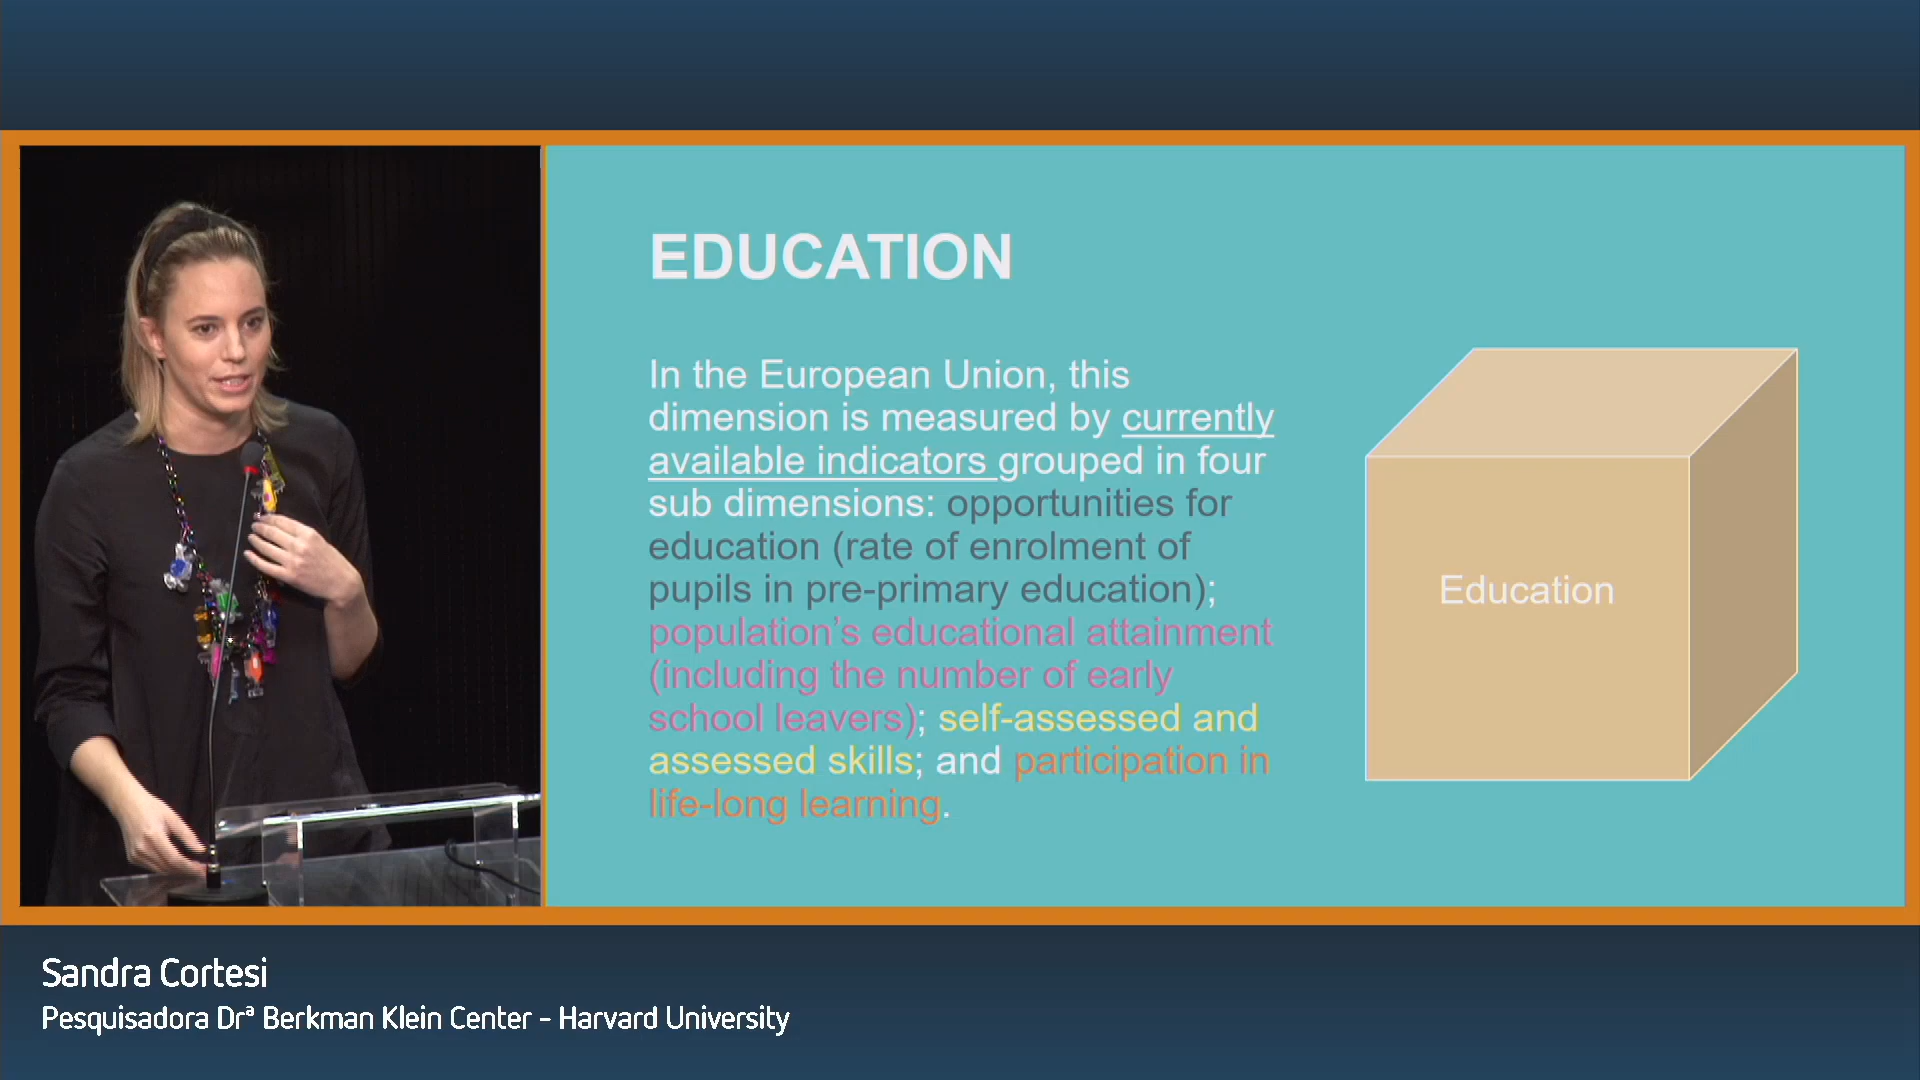 EDUCATION
In the European Union, this
dimension is measured by currently
available indicators grouped in four
sub dimensions: opportunities for
education (rate of enrolment of
pupils in pre-primary education);
population’s educational attainment
(including the number of early
school leavers); self-assessed and
assessed skills; and participation in
life-long learning.
Education
Sandra Cortesi
Pesquisadora Drª Berkman Klein Center - Harvard University